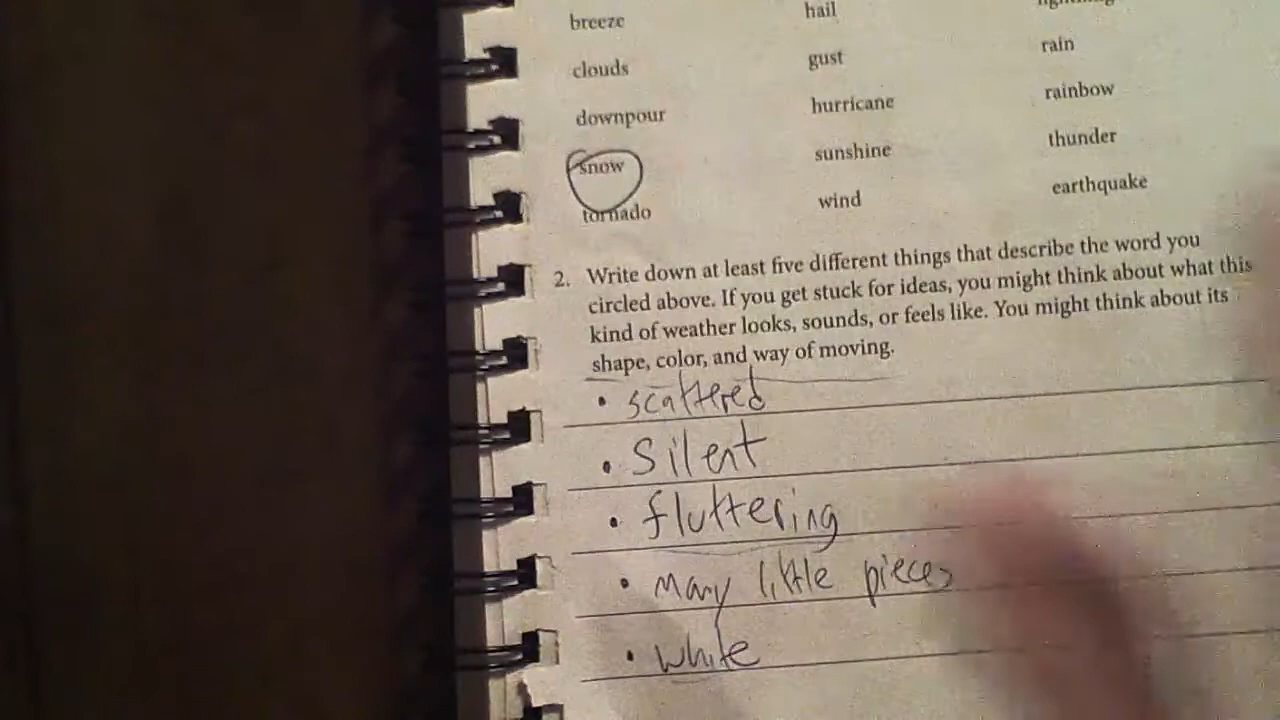 breeze hail
clouds gust rain
downpour hurricane rainbow
snow sunshine thunder
tornado wind earthquake
2. Write down at least five different things that describe the word you
circled above. If you get stuck for ideas, you might think about what this
kind of weather looks, sounds, or feels like. You might think about its
shape, color, and way of moving.
• scattered
• Silent
• fluttering
• Many little pieces
• white